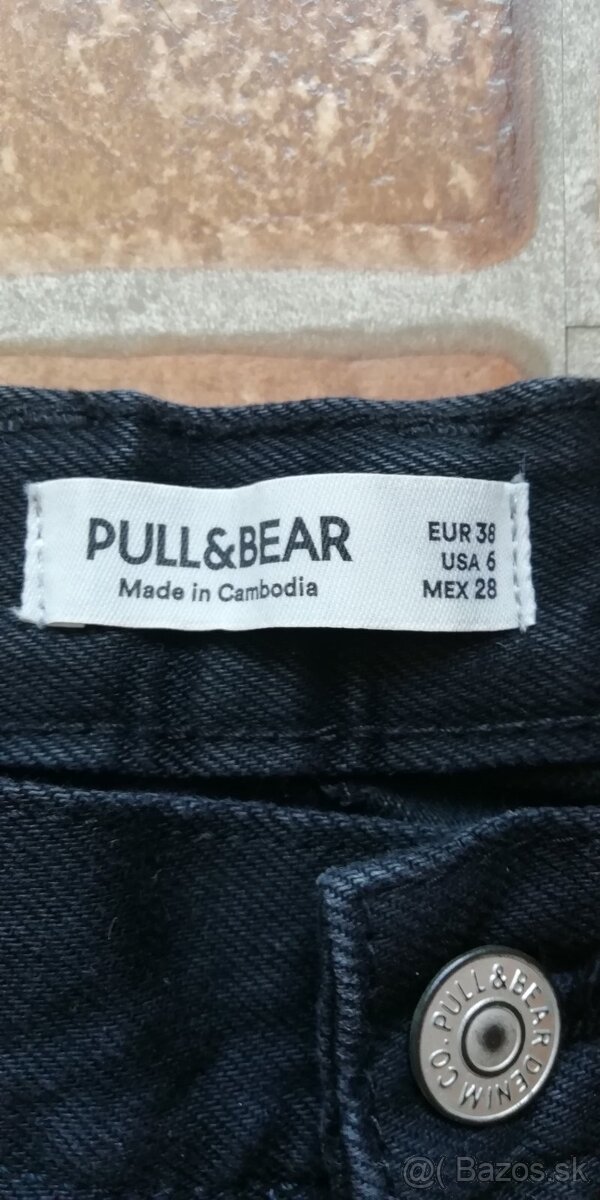 PULL&BEAR
Made in Cambodia
EUR 38
USA 6
MEX 28
PULL&BEAR DENIM CO.
@( Bazos.sk